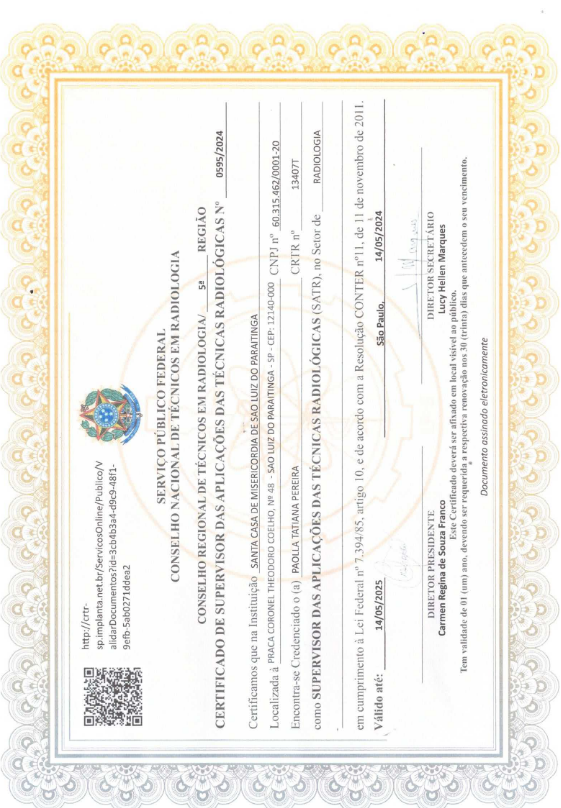 http://crtr-
sp.implanta.net.br/ServicosOnline/Publico/V
alidarDocumentos?id=3cb4b3a4-d9c9-48f1-
9efb-5ab0271ddea2
SERVIÇO PÚBLICO FEDERAL
CONSELHO NACIONAL DE TÉCNICOS EM RADIOLOGIA
CONSELHO REGIONAL DE TÉCNICOS EM RADIOLOGIA/ 5ª REGIÃO
CERTIFICADO DE SUPERVISOR DAS APLICAÇÕES DAS TÉCNICAS RADIOLÓGICAS Nº 0595/2024
Certificamos que na Instituição SANTA CASA DE MISERICORDIA DE SAO LUIZ DO PARAITINGA
Localizada à PRACA CORONEL THEODORO COELHO, Nº 48 - SAO LUIZ DO PARAITINGA - SP - CEP: 12140-000 CNPJ nº 60.315.462/0001-20
Encontra-se Credenciado o (a) PAOLLA TATIANA PEREIRA CRTR nº 13407T
como SUPERVISOR DAS APLICAÇÕES DAS TÉCNICAS RADIOLÓGICAS (SATR), no Setor de RADIOLOGIA
em cumprimento à Lei Federal nº 7.394/85, artigo 10, e de acordo com a Resolução CONTER nº11, de 11 de novembro de 2011.
Válido até: 14/05/2025 São Paulo, 14/05/2024
DIRETOR PRESIDENTE DIRETOR SECRETÁRIO
Carmen Regina de Souza Franco Lucy Hellen Marques
Este Certificado deverá ser afixado em local visível ao público.
Tem validade de 01 (um) ano, devendo ser requerida a respectiva renovação nos 30 (trinta) dias que antecedem o seu vencimento.
Documento assinado eletronicamente